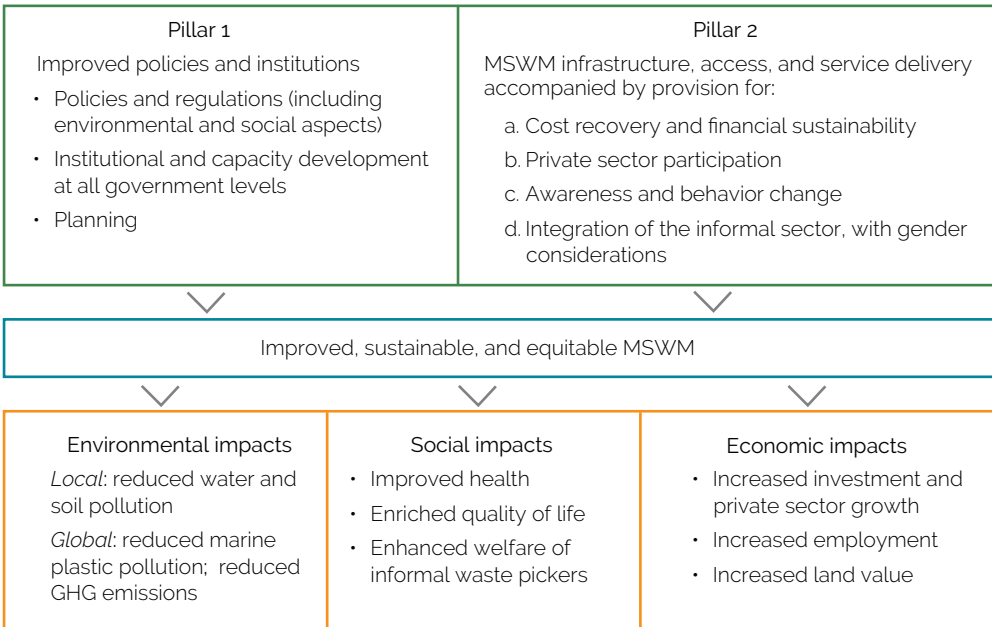 Pillar 1
Improved policies and institutions
• Policies and regulations (including
environmental and social aspects)
• Institutional and capacity development
at all government levels
• Planning
Pillar 2
MSWM infrastructure, access, and service delivery
accompanied by provision for:
a. Cost recovery and financial sustainability
b. Private sector participation
c. Awareness and behavior change
d. Integration of the informal sector, with gender
considerations
Improved, sustainable, and equitable MSWM
Environmental impacts
Local: reduced water and
soil pollution
Global: reduced marine
plastic pollution; reduced
GHG emissions
Social impacts
• Improved health
• Enriched quality of life
• Enhanced welfare of
informal waste pickers
Economic impacts
• Increased investment and
private sector growth
• Increased employment
• Increased land value